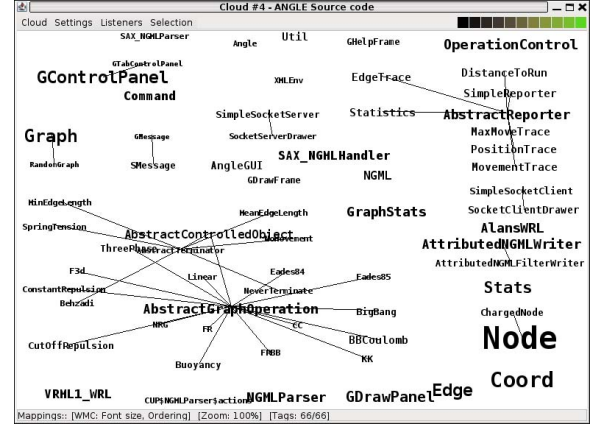 Cloud #4 - ANGLE Source code
Cloud Settings Listeners Selection
SAX_NGMLParser
Angle
Util
GHelpFrame
OperationControl
GTabControlPanel
GControlPanel
Command
XMLEnv
EdgeTrace
DistanceToRun
SimpleReporter
SimpleSocketServer
Statistics
AbstractReporter
MaxMoveTrace
Graph
GMessage
SocketServerDrawer
PositionTrace
RandomGraph
SMessage
AngleGUI
SAX_NGMLHandler
MovementTrace
GDrawFrame
NGML
SimpleSocketClient
MinEdgeLength
MeanEdgeLength
GraphStats
SocketClientDrawer
SpringTension
AbstractControlledObject
NoMovement
AlansWRL
ThreePhase
AbstractTerminator
AttributedNGMLWriter
AttributedNGMLFilterWriter
F3d
Linear
Eades84
Eades85
ConstantRepulsion
NeverTerminate
Stats
Behzadi
AbstractGraphOperation
BigBang
ChargedNode
NRG
FR
CC
Node
CutOffRepulsion
FMBB
BBCoulomb
KK
Buoyancy
Coord
VRHL1_WRL
CUP$NGMLParser$actions
NGMLParser
GDrawPanel
Edge
Mappings:: [WMC: Font size, Ordering] [Zoom: 100%] [Tags: 66/66]